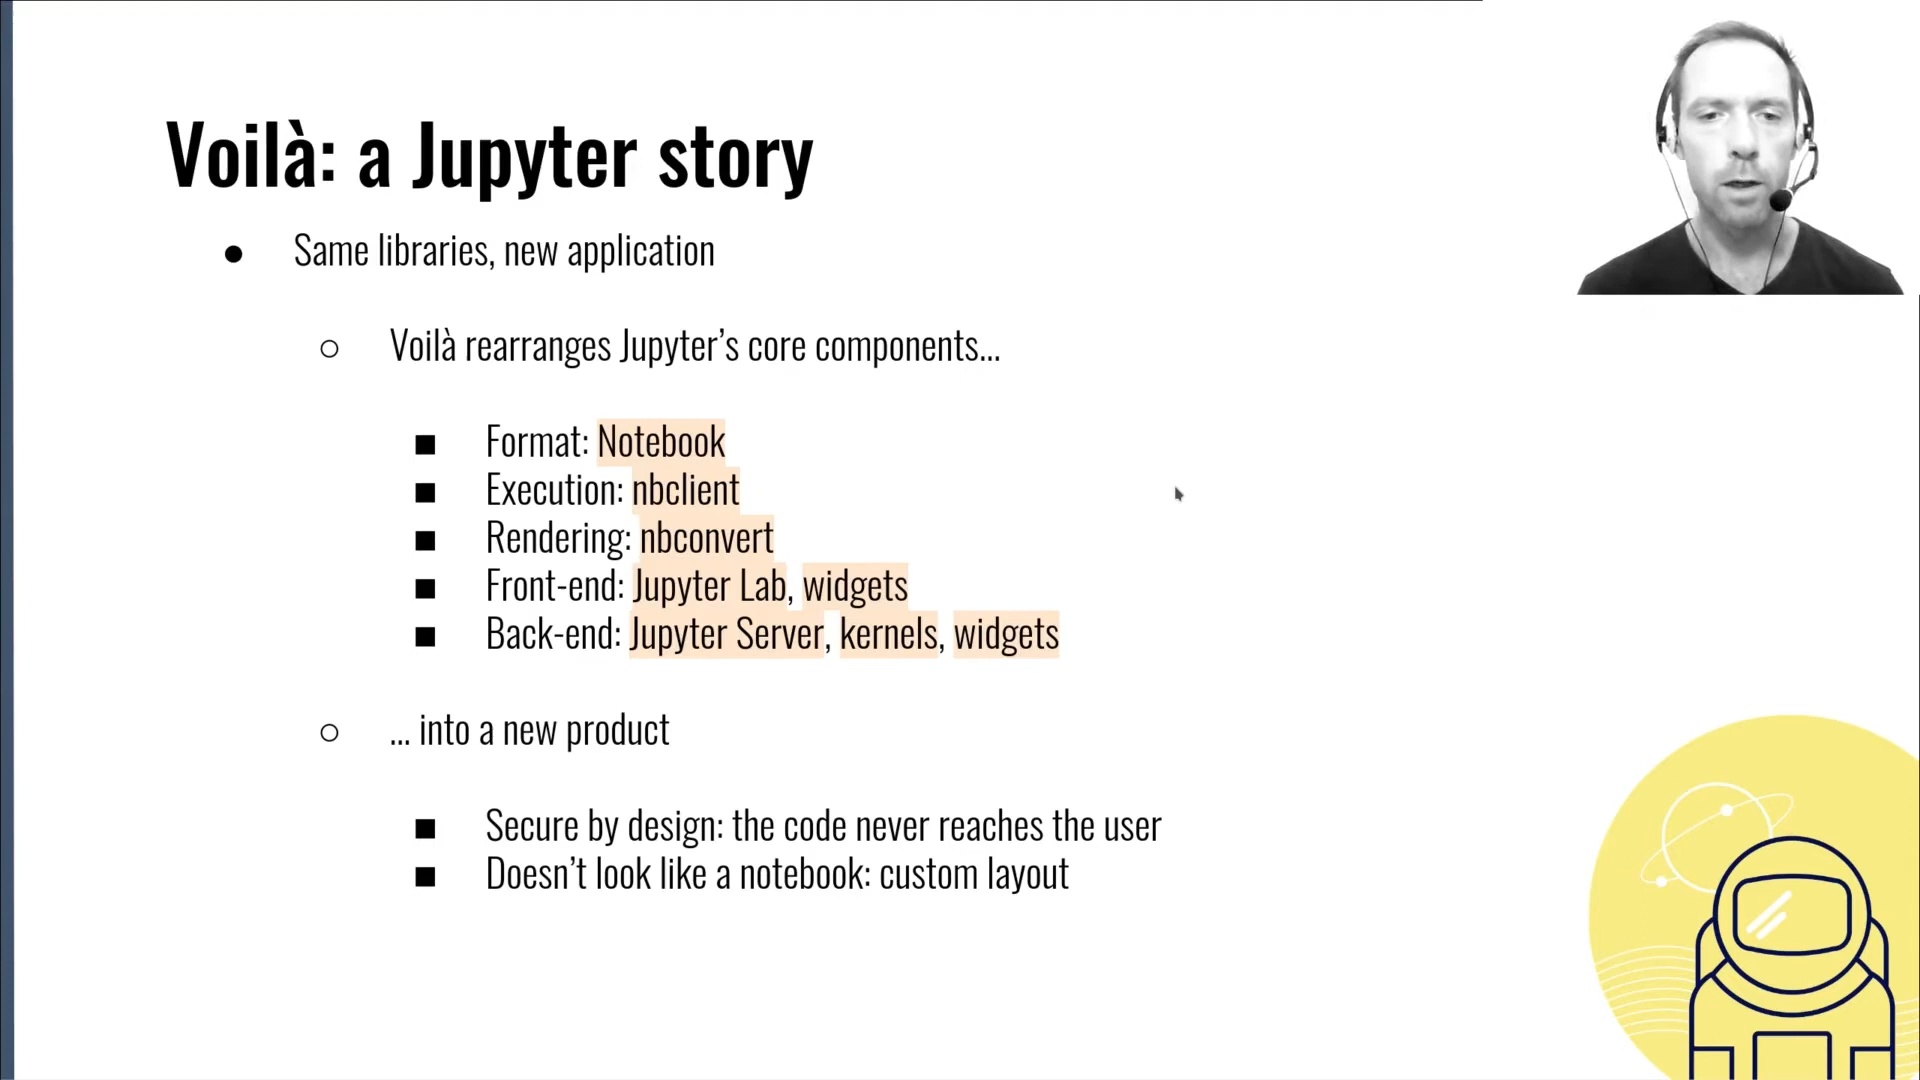 Voilà: a Jupyter story
● Same libraries, new application
○ Voilà rearranges Jupyter’s core components...
■ Format: Notebook
■ Execution: nbclient
■ Rendering: nbconvert
■ Front-end: Jupyter Lab, widgets
■ Back-end: Jupyter Server, kernels, widgets
○ ... into a new product
■ Secure by design: the code never reaches the user
■ Doesn’t look like a notebook: custom layout